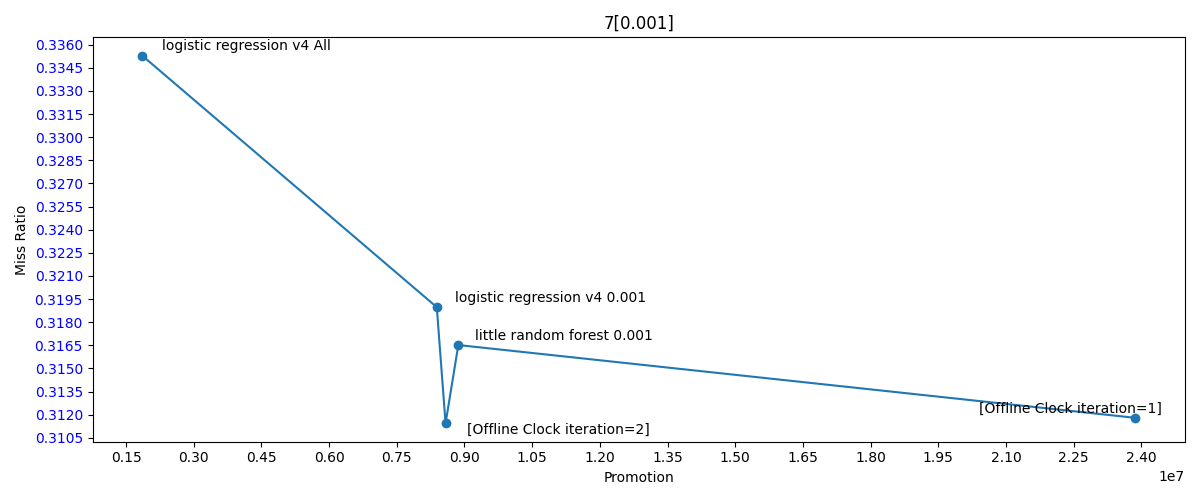 7[0.001]
0.3360
0.3345
0.3330
0.3315
0.3300
0.3285
0.3270
0.3255
0.3240
0.3225
0.3210
0.3195
0.3180
0.3165
0.3150
0.3135
0.3120
0.3105
Miss Ratio
logistic regression v4 All
logistic regression v4 0.001
little random forest 0.001
[Offline Clock iteration=1]
[Offline Clock iteration=2]
0.15 0.30 0.45 0.60 0.75 0.90 1.05 1.20 1.35 1.50 1.65 1.80 1.95 2.10 2.25 2.40
Promotion
1e7